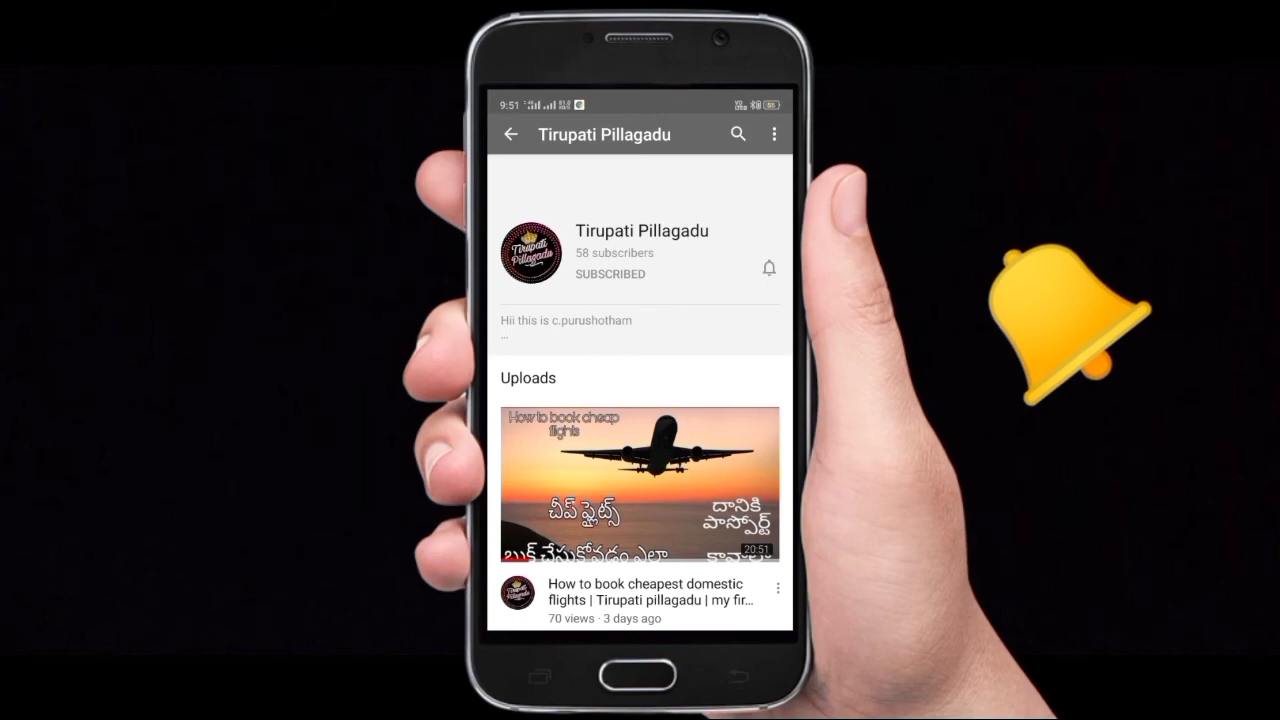 9:51
Tirupati Pillagadu
Tirupati
Pillagadu
Tirupati Pillagadu
58 subscribers
SUBSCRIBED
Hii this is c.purushotham
...
Uploads
How to book cheap
flights
చీప్ ఫ్లైట్స్
దానికి
పాస్పోర్ట్
బుక్ చేసుకోవడం ఎలా
కావాలా
20:51
How to book cheapest domestic
flights | Tirupati pillagadu | my fir...
70 views · 3 days ago